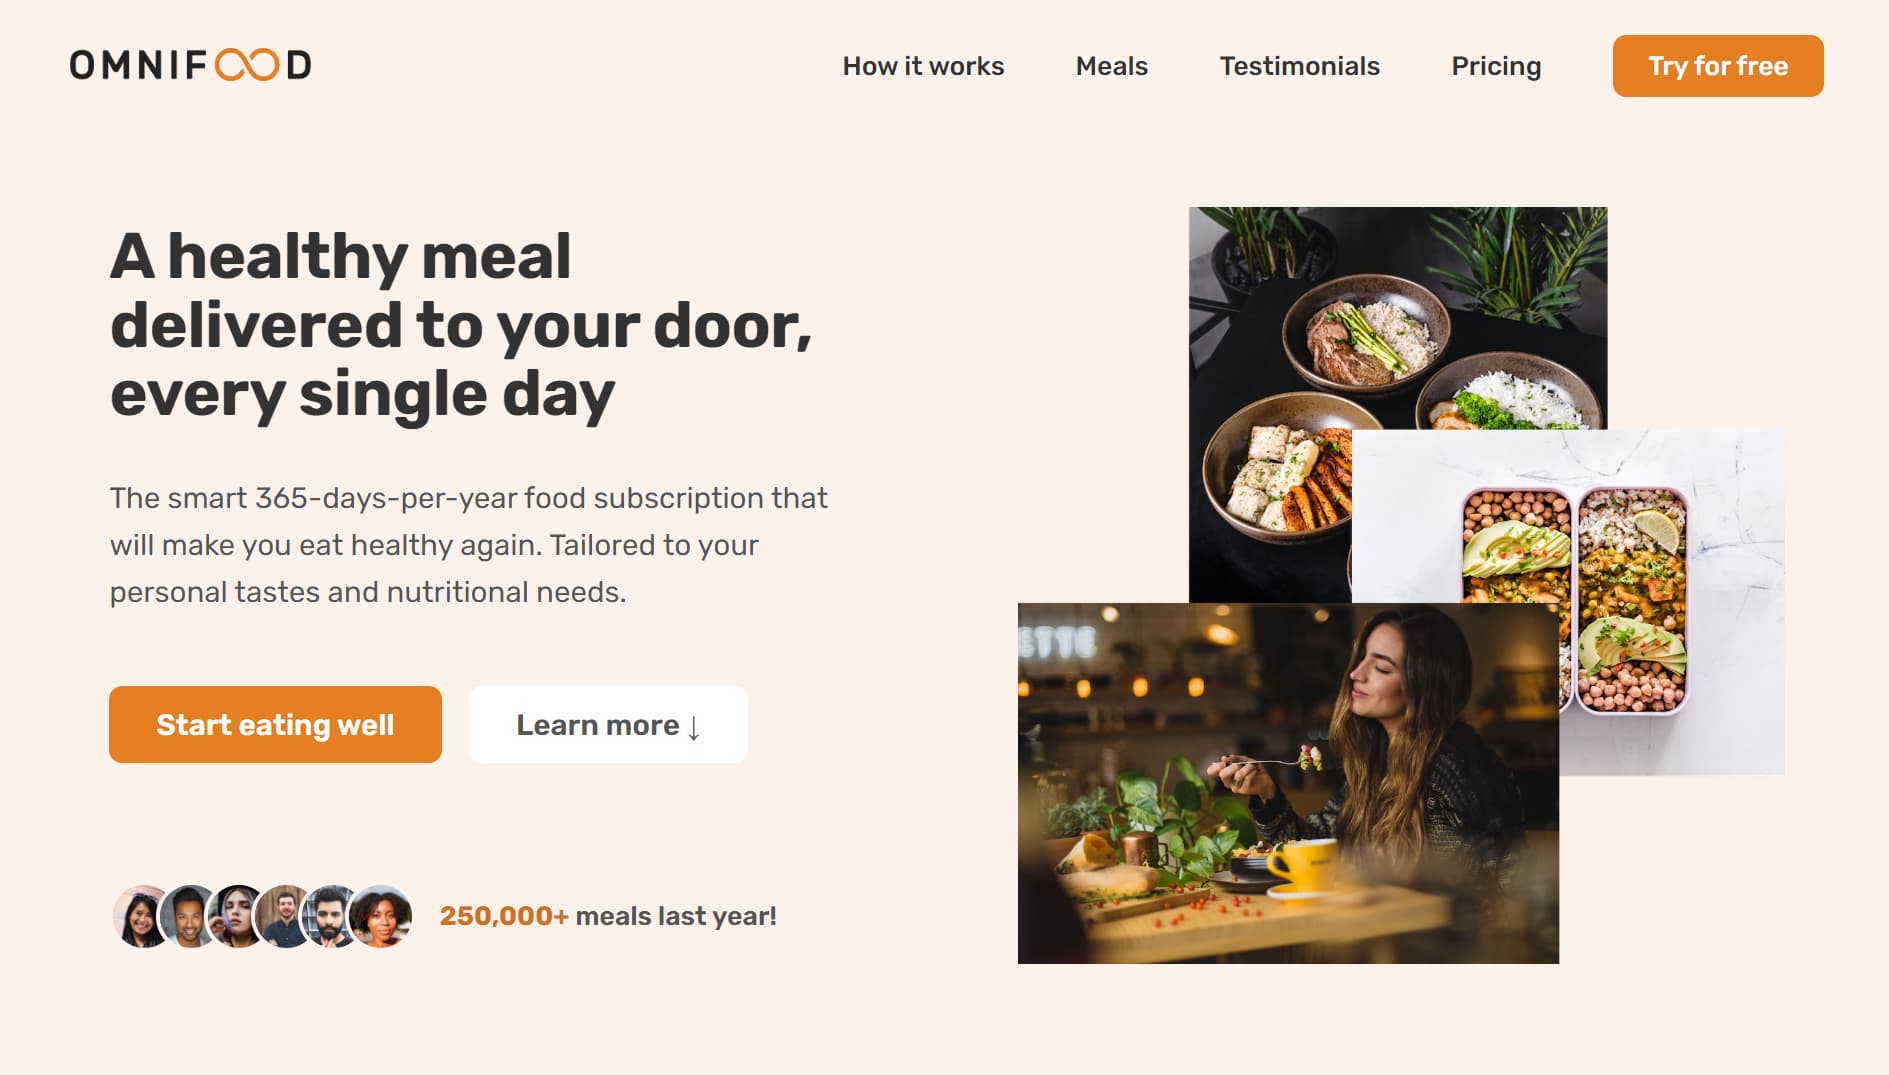 OMNIFOOD
How it works
Meals
Testimonials
Pricing
Try for free
A healthy meal
delivered to your door,
every single day
The smart 365-days-per-year food subscription that
will make you eat healthy again. Tailored to your
personal tastes and nutritional needs.
Start eating well
Learn more ↓
250,000+ meals last year!
ETTE